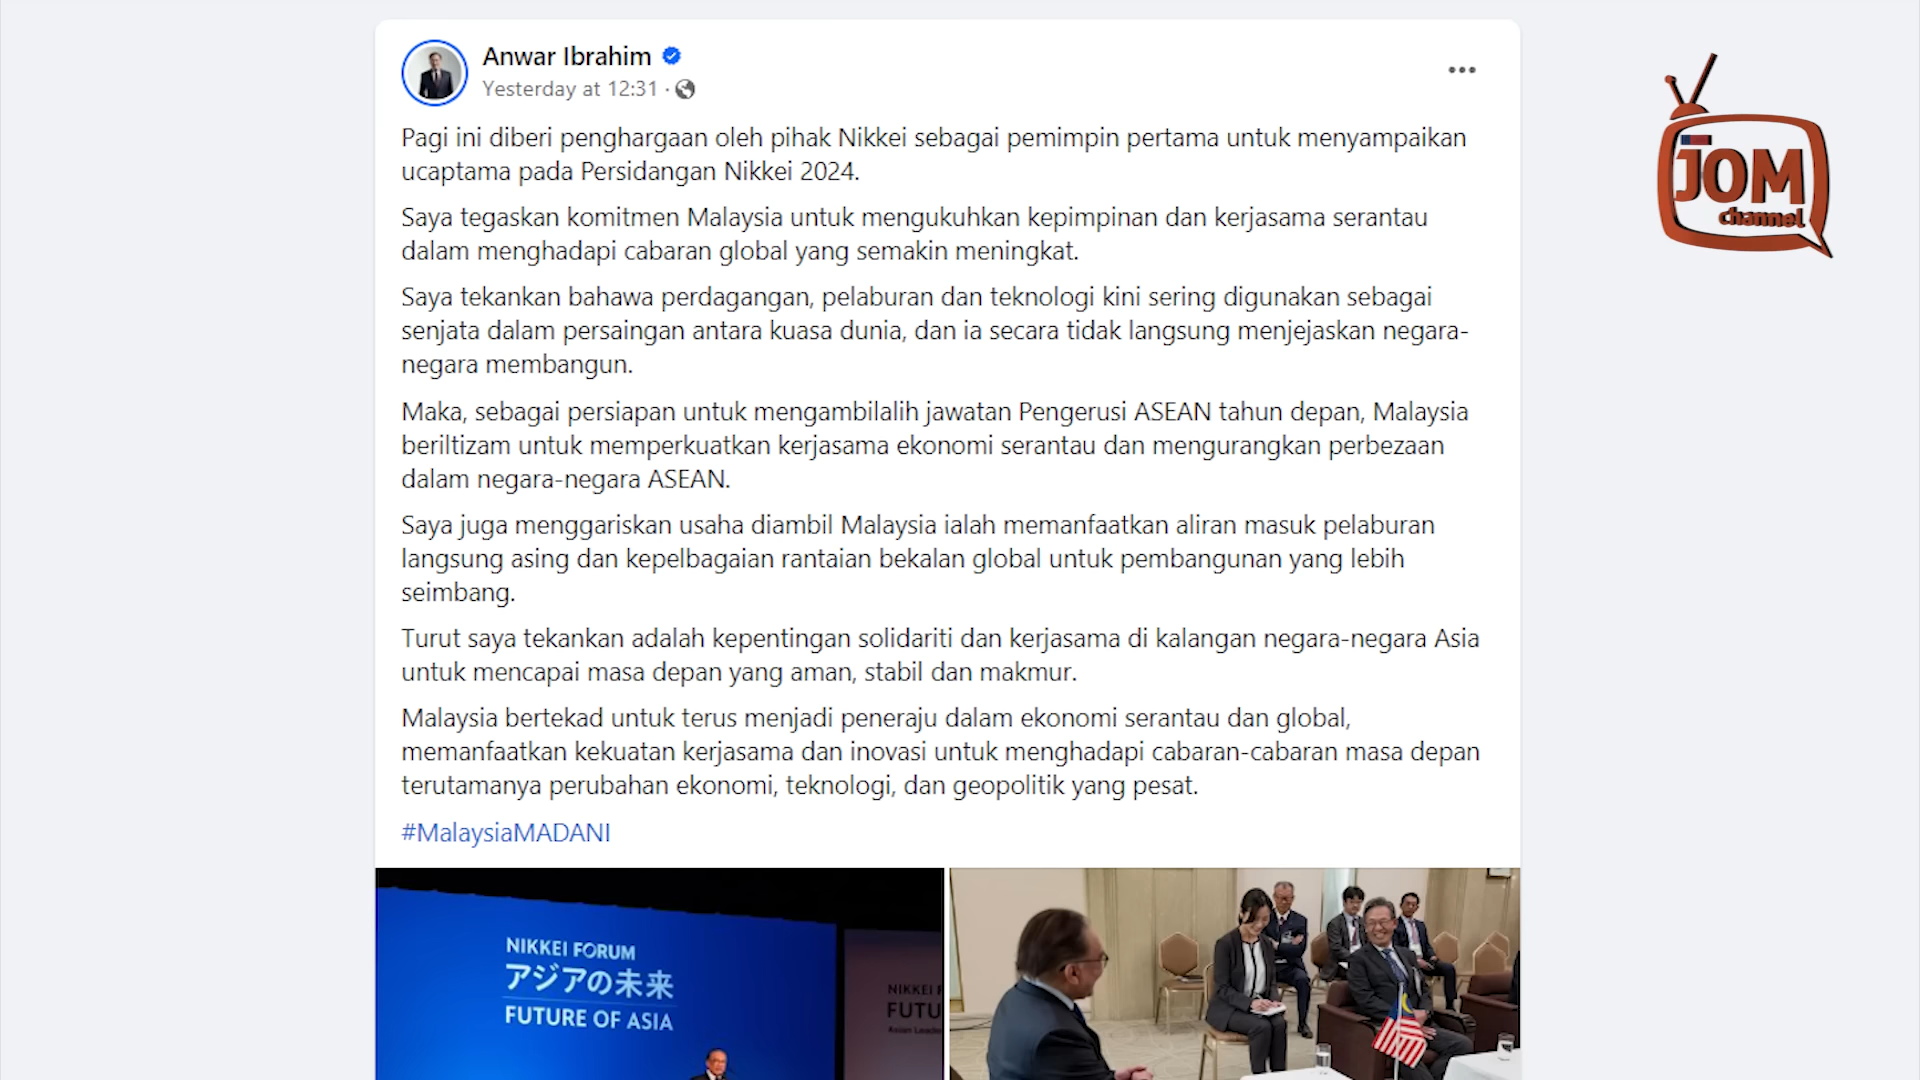 Anwar Ibrahim
Yesterday at 12:31 ·
Pagi ini diberi penghargaan oleh pihak Nikkei sebagai pemimpin pertama untuk menyampaikan
ucaptama pada Persidangan Nikkei 2024.
Saya tegaskan komitmen Malaysia untuk mengukuhkan kepimpinan dan kerjasama serantau
dalam menghadapi cabaran global yang semakin meningkat.
Saya tekankan bahawa perdagangan, pelaburan dan teknologi kini sering digunakan sebagai
senjata dalam persaingan antara kuasa dunia, dan ia secara tidak langsung menjejaskan negara-
negara membangun.
Maka, sebagai persiapan untuk mengambilalih jawatan Pengerusi ASEAN tahun depan, Malaysia
beriltizam untuk memperkuatkan kerjasama ekonomi serantau dan mengurangkan perbezaan
dalam negara-negara ASEAN.
Saya juga menggariskan usaha diambil Malaysia ialah memanfaatkan aliran masuk pelaburan
langsung asing dan kepelbagaian rantaian bekalan global untuk pembangunan yang lebih
seimbang.
Turut saya tekankan adalah kepentingan solidariti dan kerjasama di kalangan negara-negara Asia
untuk mencapai masa depan yang aman, stabil dan makmur.
Malaysia bertekad untuk terus menjadi peneraju dalam ekonomi serantau dan global,
memanfaatkan kekuatan kerjasama dan inovasi untuk menghadapi cabaran-cabaran masa depan
terutamanya perubahan ekonomi, teknologi, dan geopolitik yang pesat.
#MalaysiaMADANI
JOM
channel
NIKKEI FORUM
アジアの未来
FUTURE OF ASIA
NIKKEI F
FUTU
Asian Leade